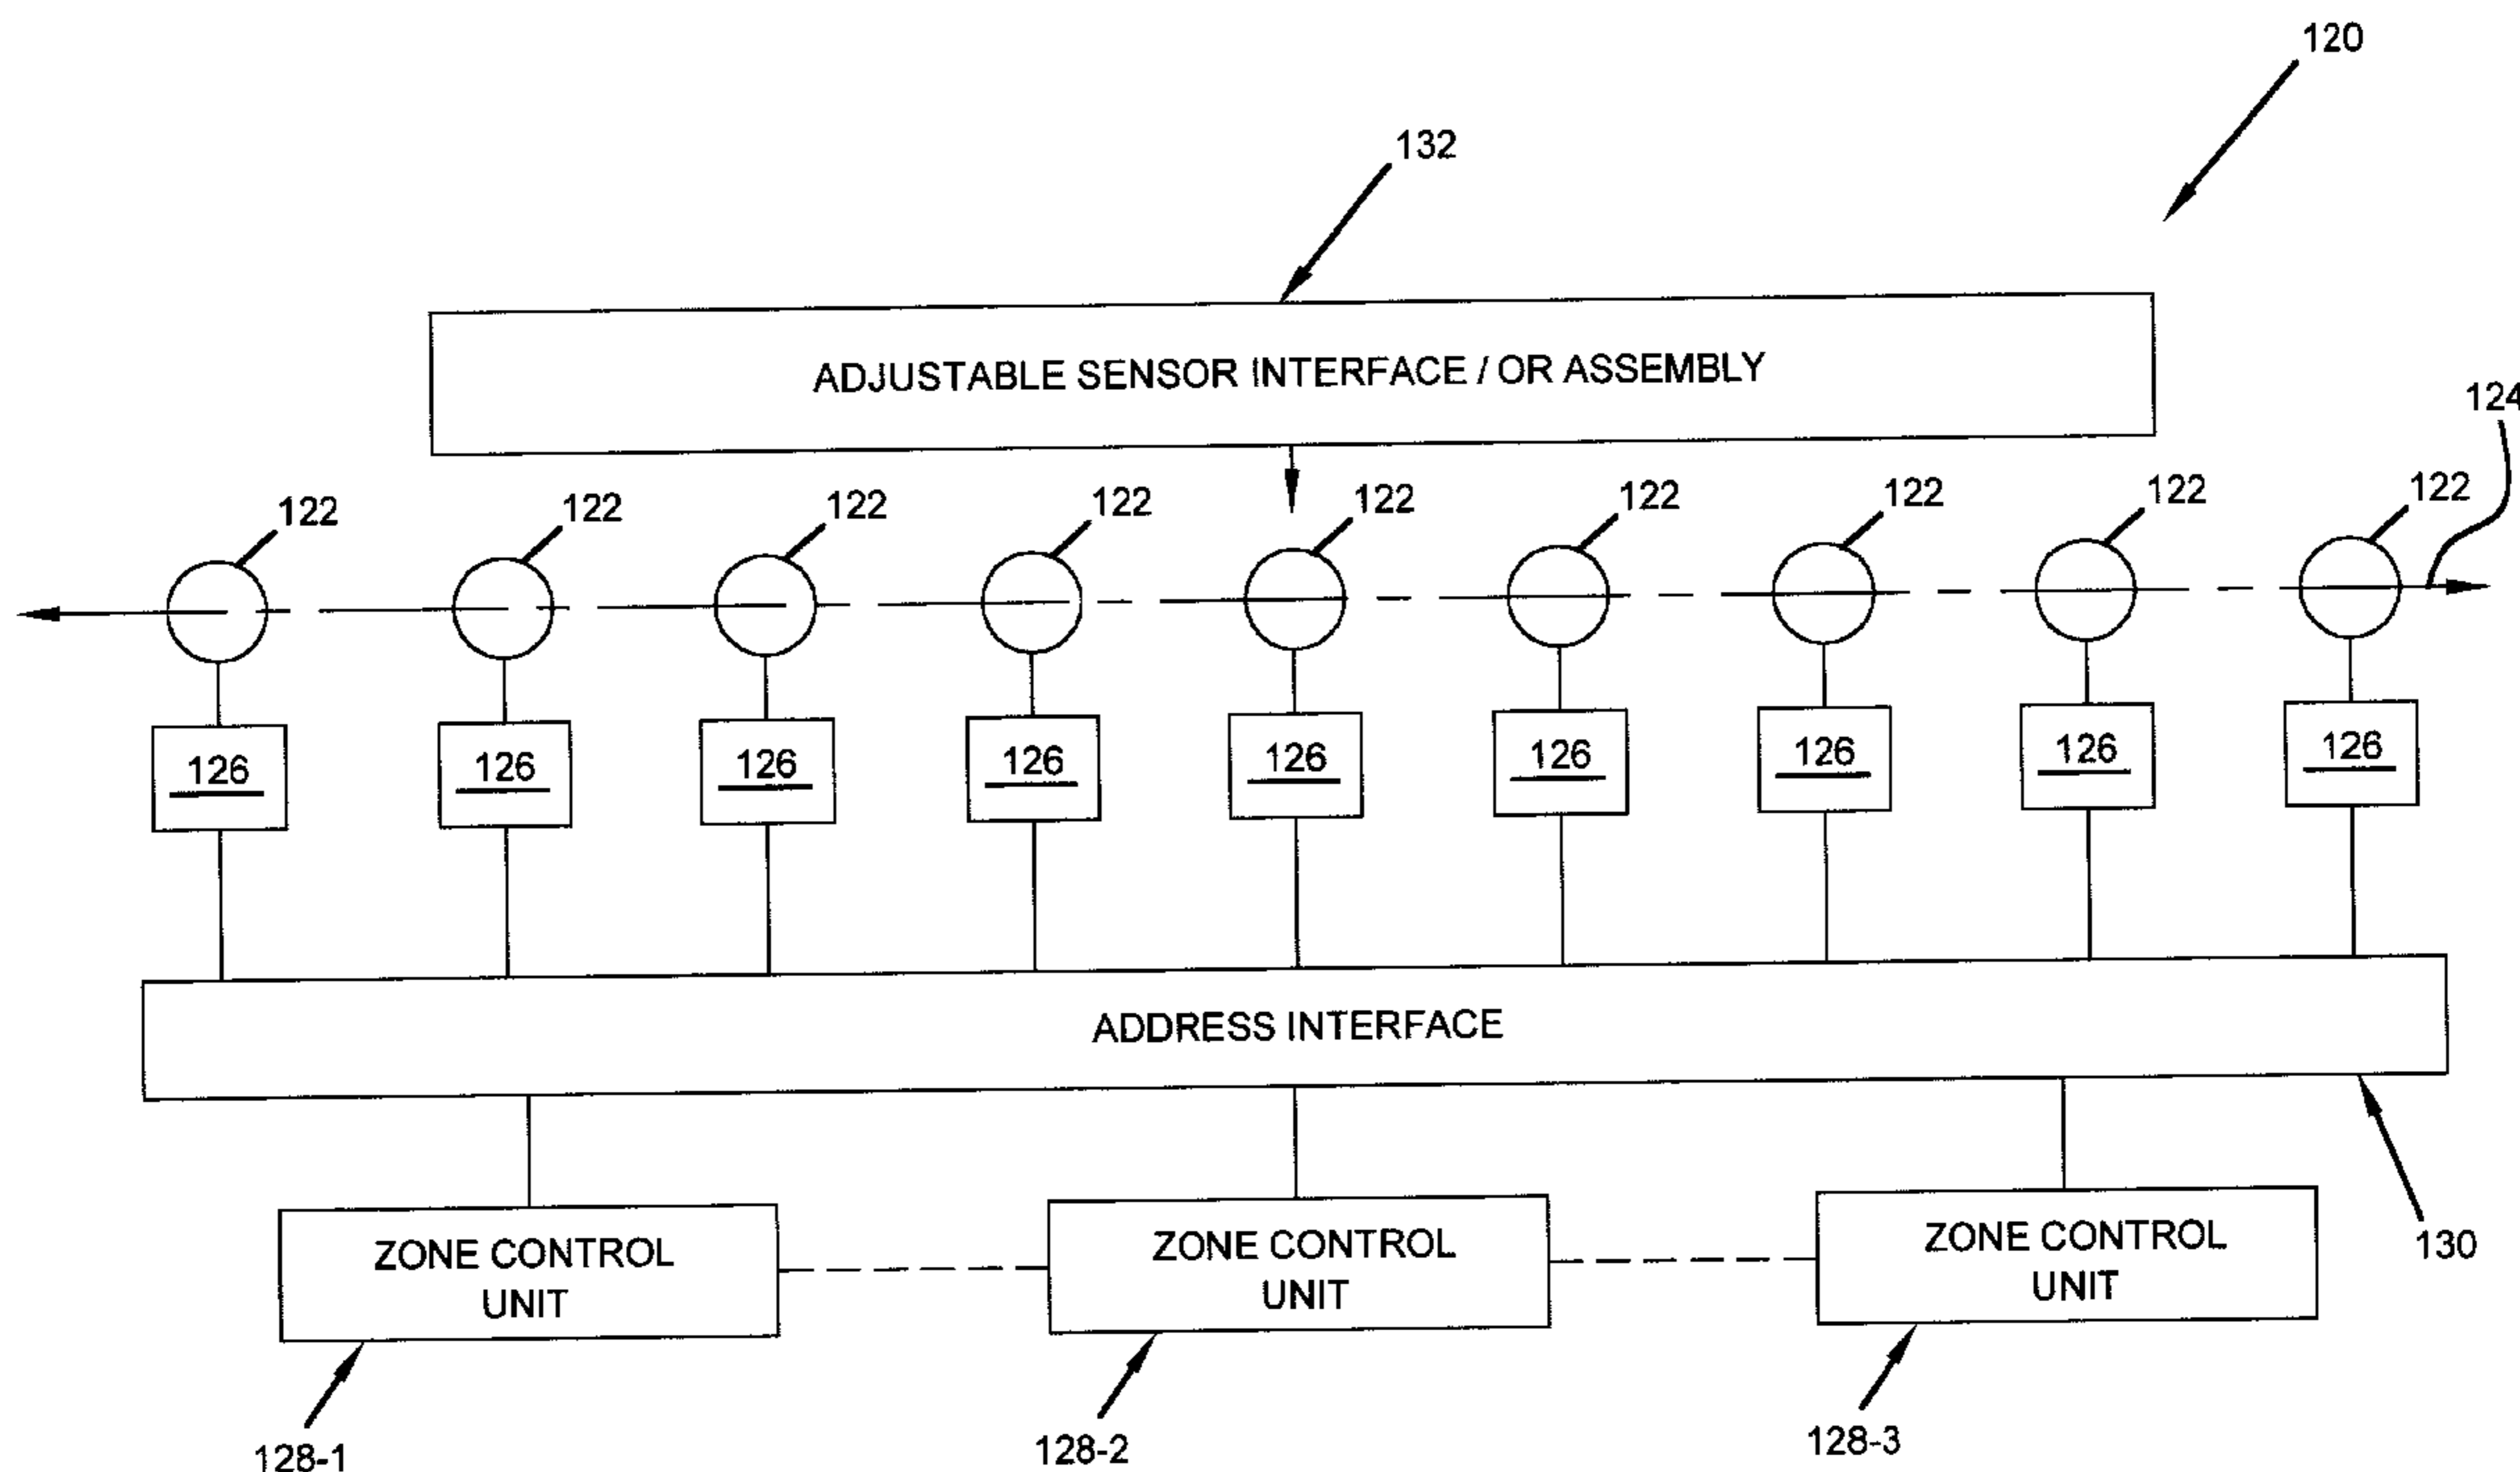 120
132
ADJUSTABLE SENSOR INTERFACE / OR ASSEMBLY
124
122 122 122 122 122 122 122 122 122
126 126 126 126 126 126 126 126 126
ADDRESS INTERFACE
130
ZONE CONTROL
UNIT
ZONE CONTROL
UNIT
ZONE CONTROL
UNIT
128-1
128-2
128-3